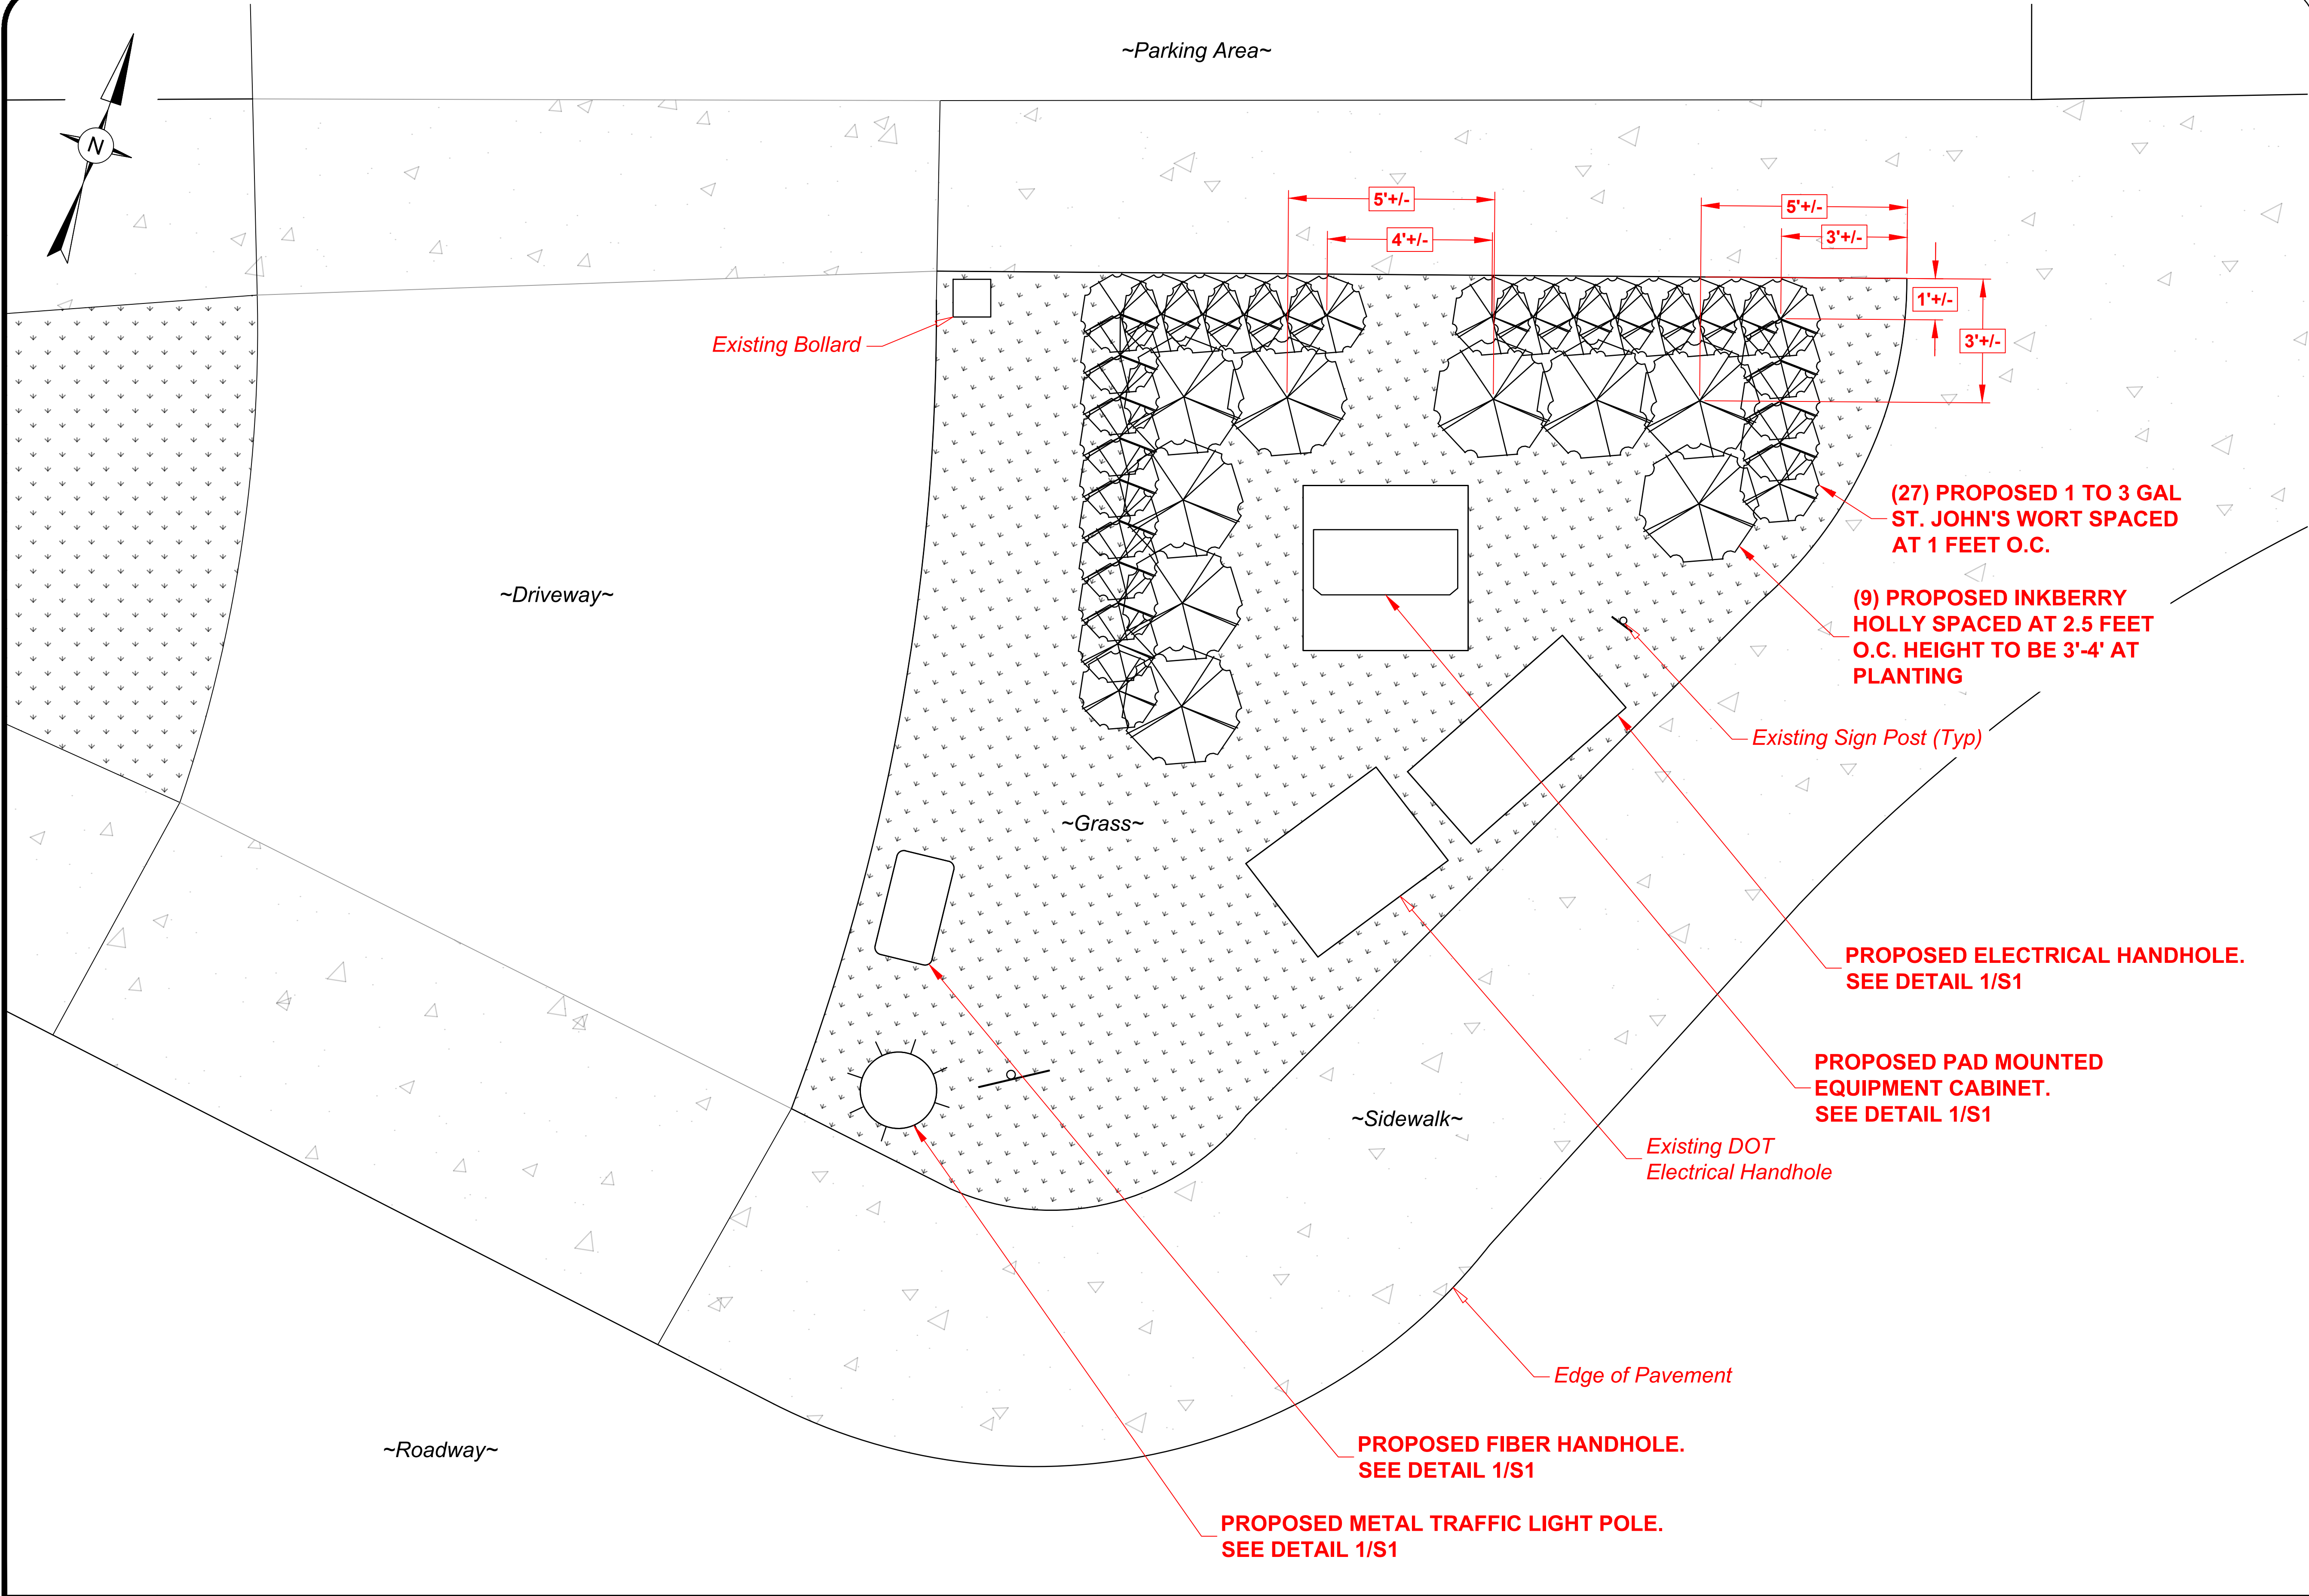 ~Parking Area~
N
5'+/-
5'+/-
4'+/-
3'+/-
1'+/-
3'+/-
Existing Bollard
(27) PROPOSED 1 TO 3 GAL
ST. JOHN'S WORT SPACED
AT 1 FEET O.C.
~Driveway~
(9) PROPOSED INKBERRY
HOLLY SPACED AT 2.5 FEET
O.C. HEIGHT TO BE 3'-4' AT
PLANTING
Existing Sign Post (Typ)
~Grass~
PROPOSED ELECTRICAL HANDHOLE.
SEE DETAIL 1/S1
PROPOSED PAD MOUNTED
EQUIPMENT CABINET.
SEE DETAIL 1/S1
~Sidewalk~
Existing DOT
Electrical Handhole
Edge of Pavement
~Roadway~
PROPOSED FIBER HANDHOLE.
SEE DETAIL 1/S1
PROPOSED METAL TRAFFIC LIGHT POLE.
SEE DETAIL 1/S1